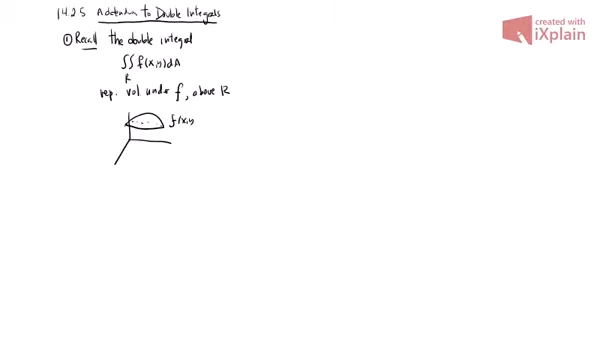 14.2.5 Addendum to Double Integrals
created with
iXplain
① Recall the double integral
∬ f(x,y)dA
R
rep. vol. under f, above R
f(x,y)